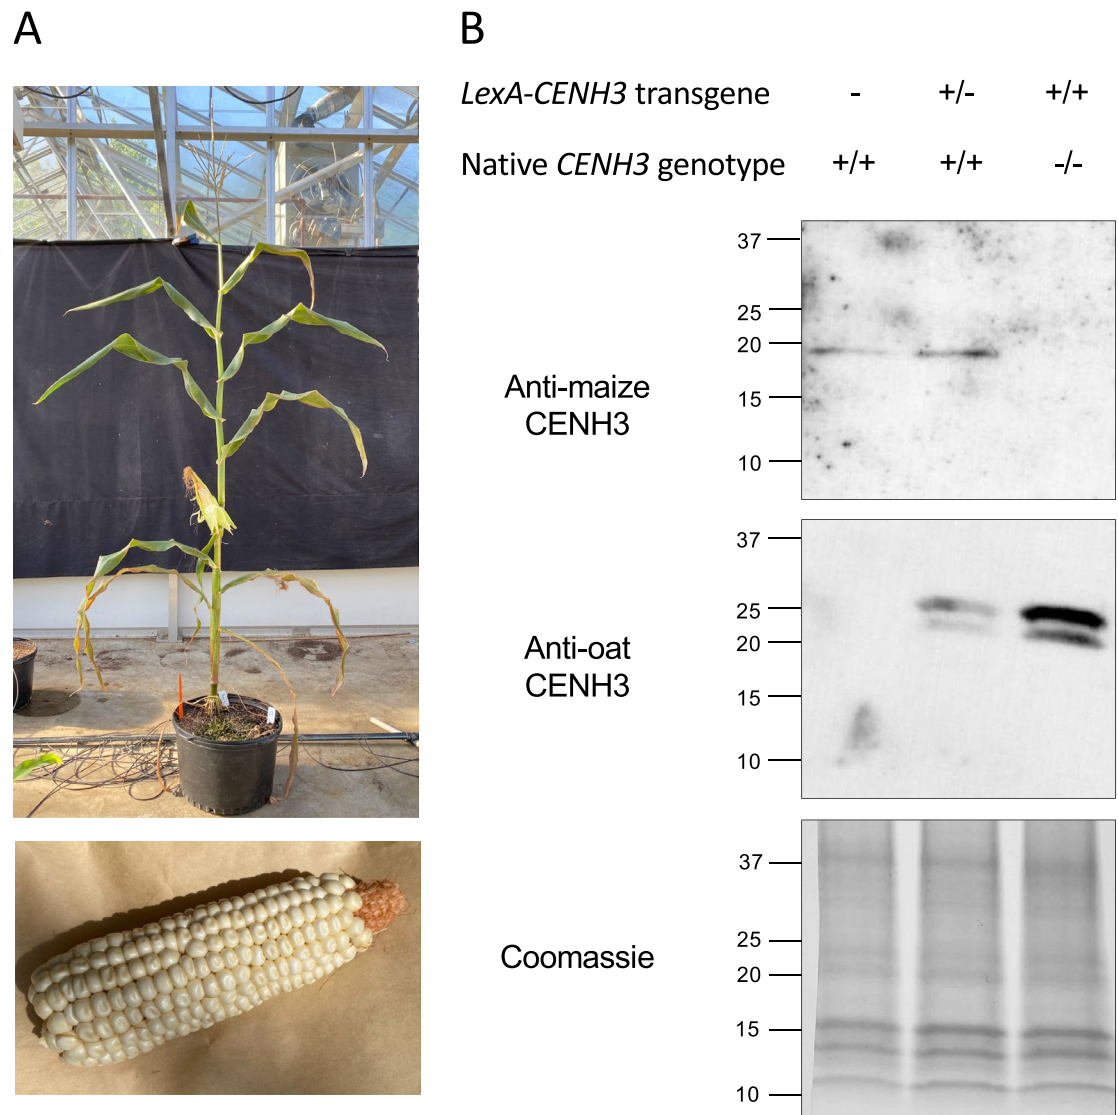 A
B
LexA-CENH3 transgene - +/- +/+
Native CENH3 genotype +/+ +/+ -/-
37
25
20
15
10
Anti-maize
CENH3
37
25
20
15
10
Anti-oat
CENH3
37
25
20
15
10
Coomassie